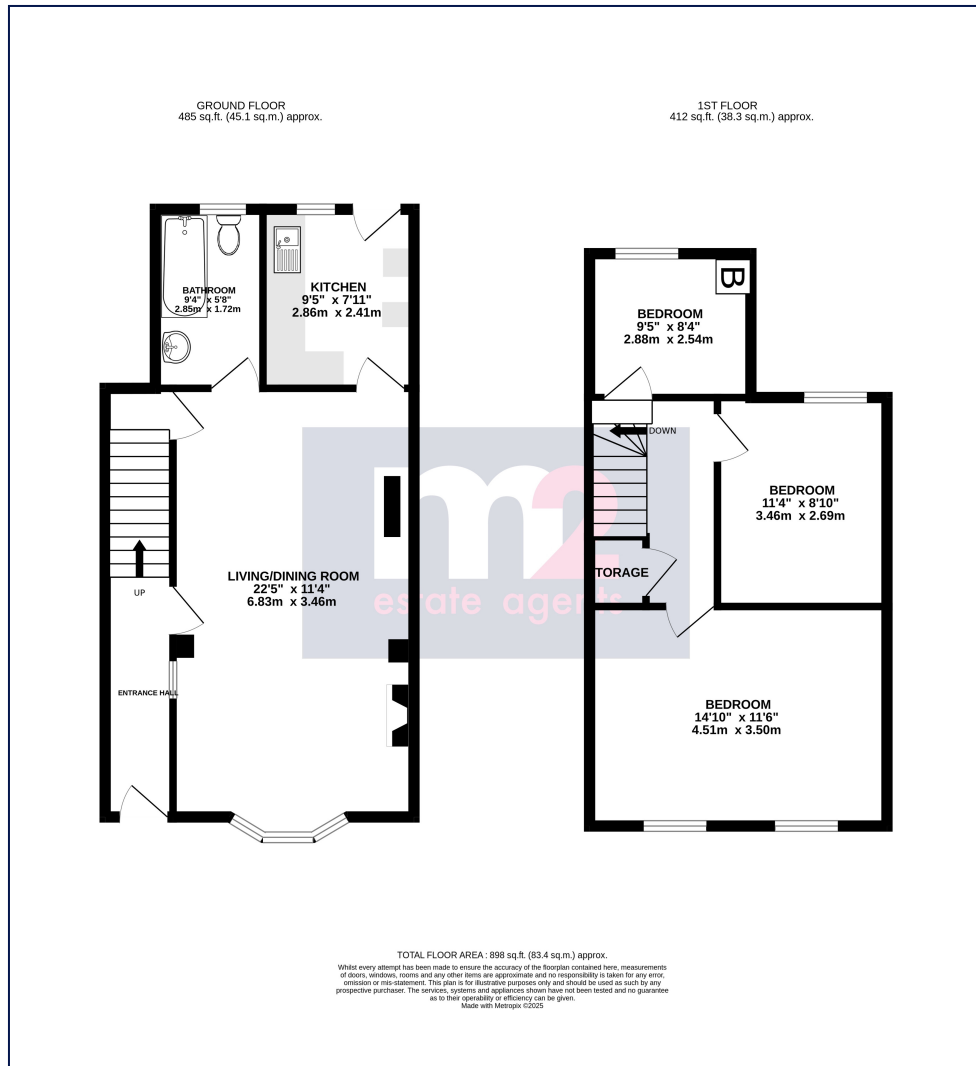 GROUND FLOOR
485 sq.ft. (45.1 sq.m.) approx.
BATHROOM
9'4" x 5'8"
2.85m x 1.72m
KITCHEN
9'5" x 7'11"
2.86m x 2.41m
UP
LIVING/DINING ROOM
22'5" x 11'4"
6.83m x 3.46m
ENTRANCE HALL
1ST FLOOR
412 sq.ft. (38.3 sq.m.) approx.
B
BEDROOM
9'5" x 8'4"
2.88m x 2.54m
DOWN
BEDROOM
11'4" x 8'10"
3.46m x 2.69m
TORAGE
BEDROOM
14'10" x 11'6"
4.51m x 3.50m
m2
estate agents
TOTAL FLOOR AREA : 898 sq.ft. (83.4 sq.m.) approx.
Whilst every attempt has been made to ensure the accuracy of the floorplan contained here, measurements
of doors, windows, rooms and any other items are approximate and no responsibility is taken for any error,
omission or mis-statement. This plan is for illustrative purposes only and should be used as such by any
prospective purchaser. The services, systems and appliances shown have not been tested and no guarantee
as to their operability or efficiency can be given.
Made with Metropix ©2025